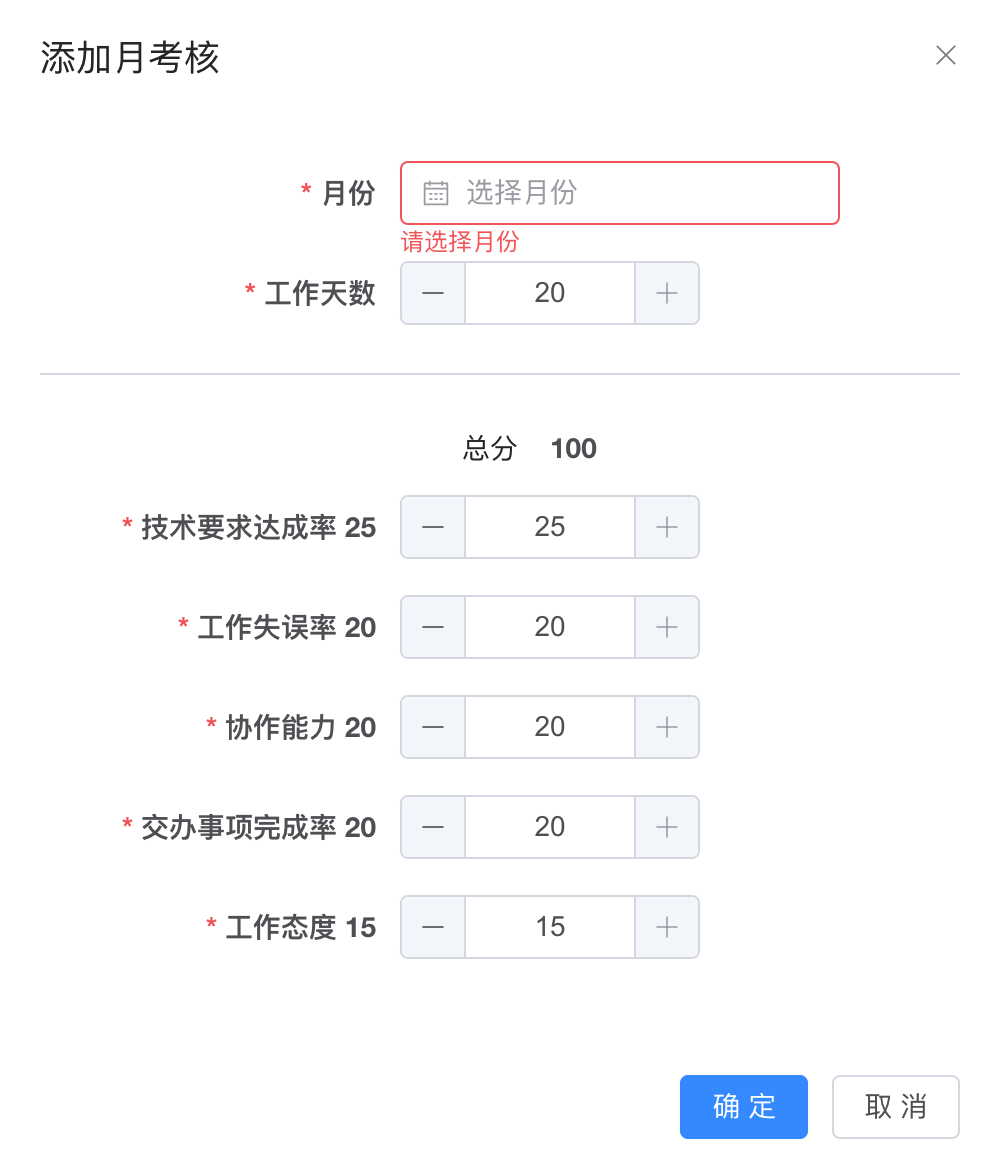 添加月考核
* 月份 选择月份
请选择月份
* 工作天数 20
总分 100
* 技术要求达成率 25 25
* 工作失误率 20 20
* 协作能力 20 20
* 交办事项完成率 20 20
* 工作态度 15 15
确 定 取 消